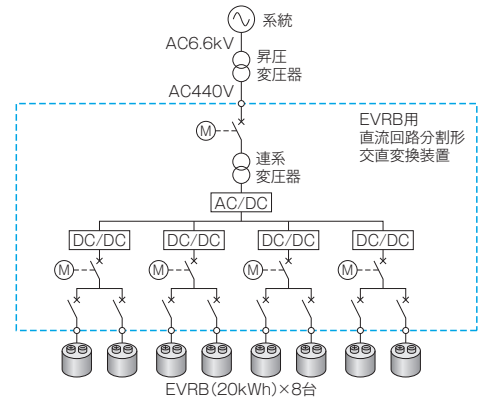 系統
AC6.6kV
昇圧
変圧器
AC440V
EVRB用
直流回路分割形
交直変換装置
M
連系
変圧器
AC/DC
DC/DC DC/DC DC/DC DC/DC
M M M M
EVRB(20kWh)×8台